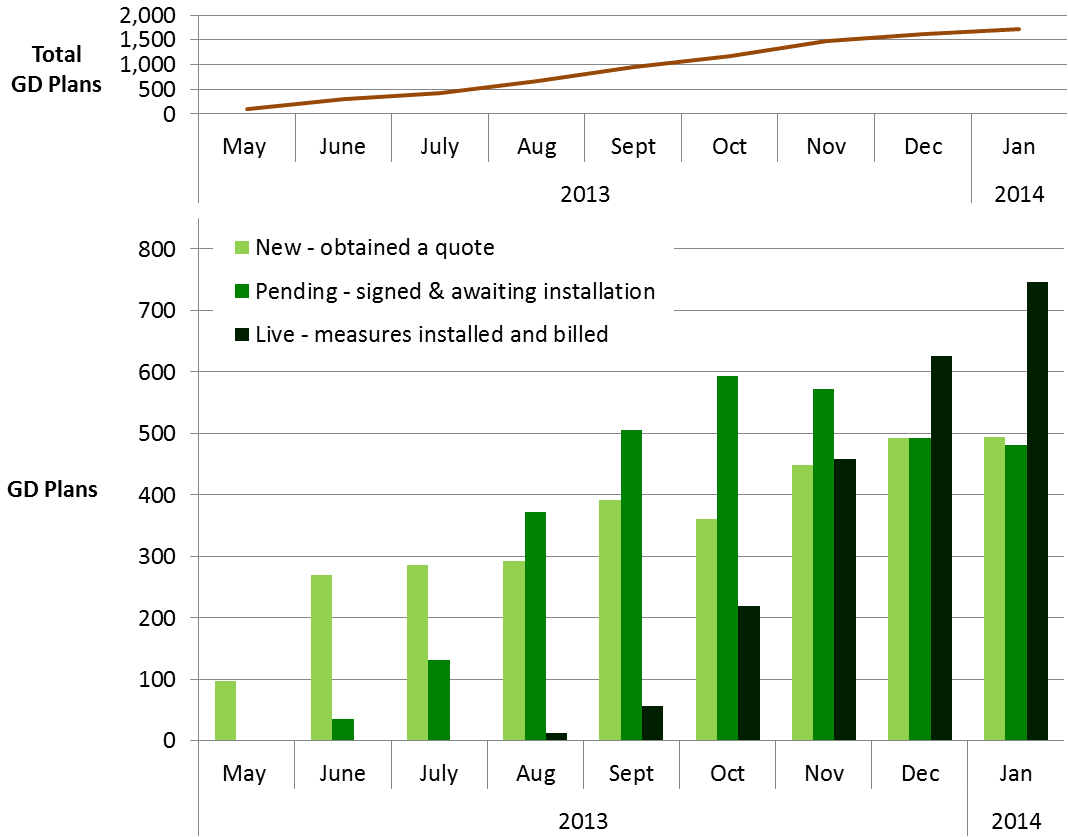 2,000
1,500
1,000
500
0
Total
GD Plans
May June July Aug Sept Oct Nov Dec Jan
2013 2014
New - obtained a quote
Pending - signed & awaiting installation
Live - measures installed and billed
800
700
600
500
400
300
200
100
0
GD Plans
May June July Aug Sept Oct Nov Dec Jan
2013 2014